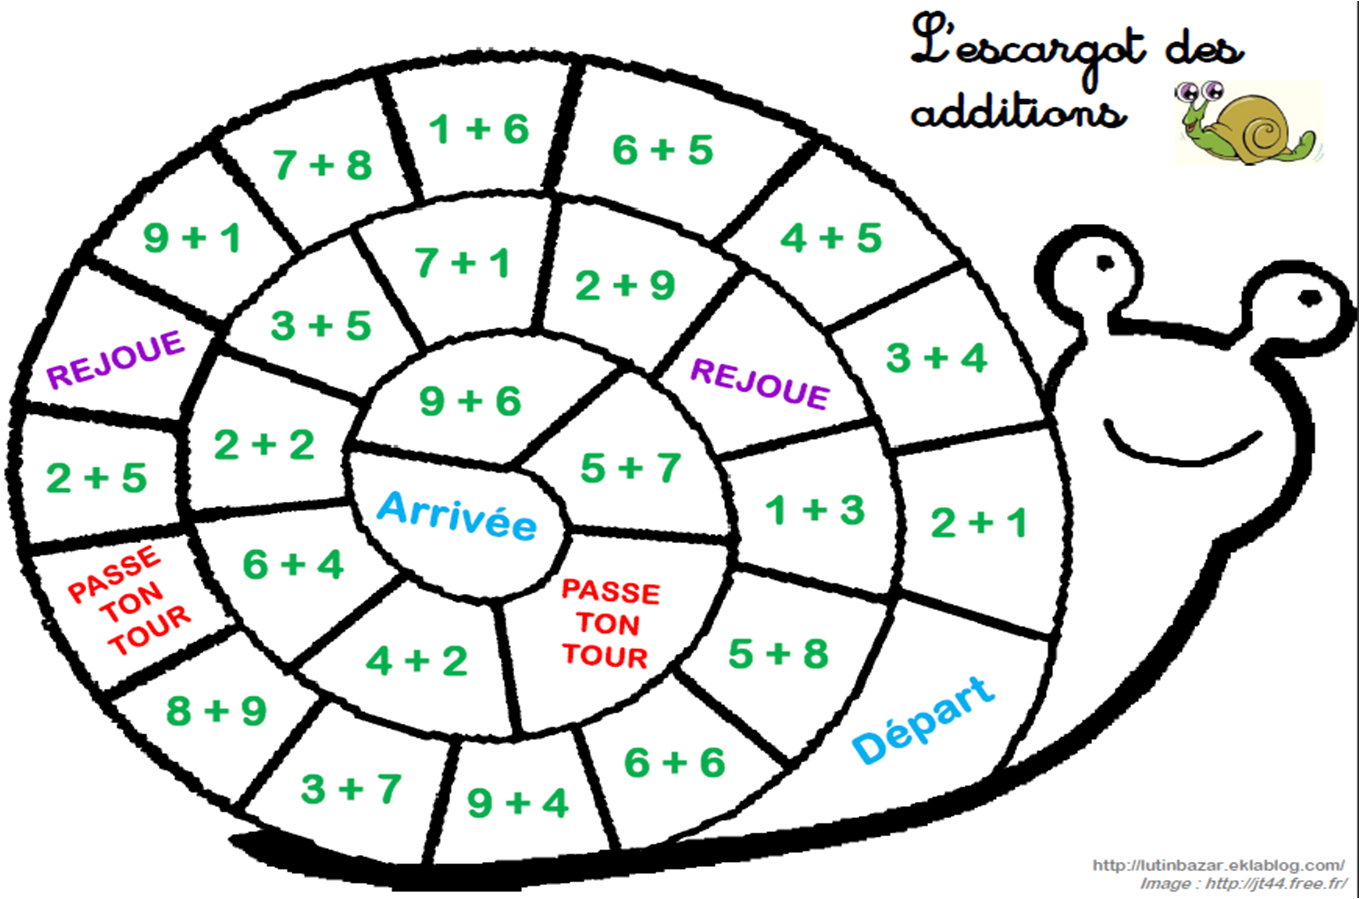 L'escargot des
additions
Départ
2 + 1
3 + 4
4 + 5
6 + 5
1 + 6
7 + 8
9 + 1
REJOUE
2 + 5
PASSE
TON
TOUR
8 + 9
3 + 7
9 + 4
6 + 6
5 + 8
1 + 3
REJOUE
2 + 9
7 + 1
3 + 5
2 + 2
6 + 4
4 + 2
PASSE
TON
TOUR
5 + 7
9 + 6
Arrivée
http://lutinbazar.eklablog.com/
Image : http://jt44.free.fr/